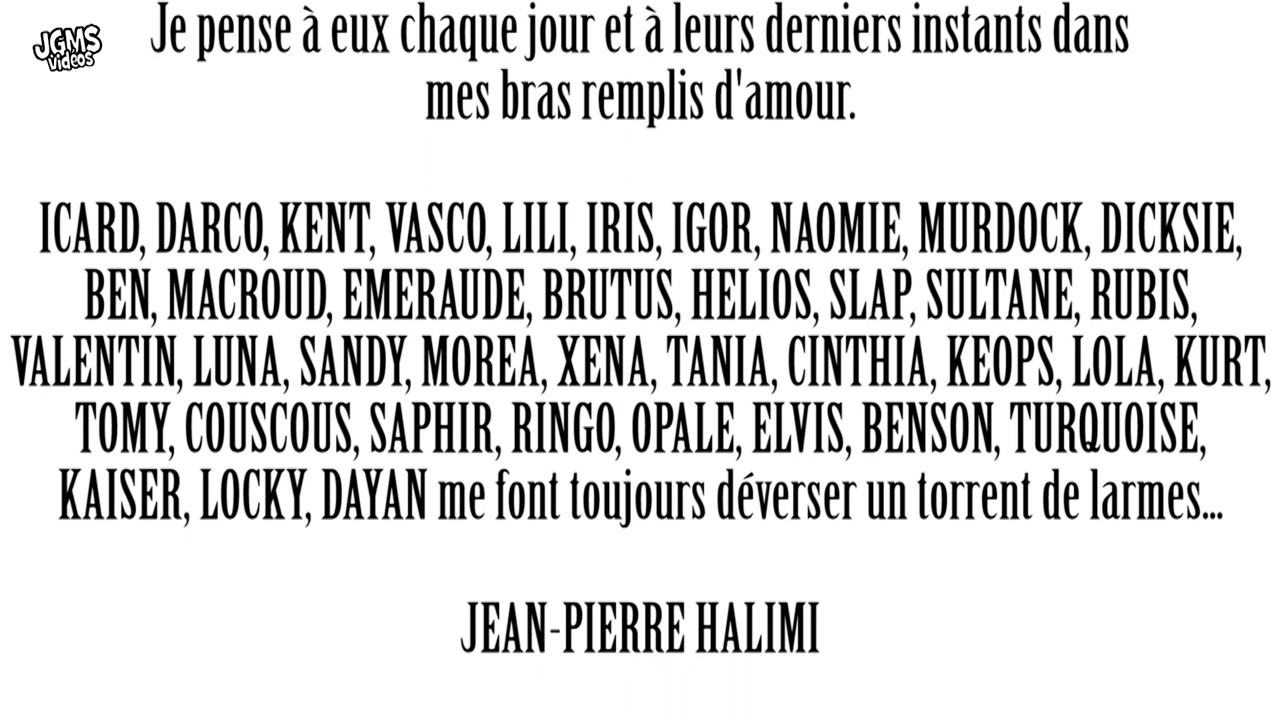 JGMS
videos
Je pense à eux chaque jour et à leurs derniers instants dans
mes bras remplis d'amour.
ICARD, DARCO, KENT, VASCO, LILI, IRIS, IGOR, NAOMIE, MURDOCK, DICKSIE,
BEN, MACROUD, EMERAUDE, BRUTUS, HELIOS, SLAP, SULTANE, RUBIS,
VALENTIN, LUNA, SANDY, MOREA, XENA, TANIA, CINTHIA, KEOPS, LOLA, KURT,
TOMY, COUSCOUS, SAPHIR, RINGO, OPALE, ELVIS, BENSON, TURQUOISE,
KAISER, LOCKY, DAYAN me font toujours déverser un torrent de larmes...
JEAN-PIERRE HALIMI